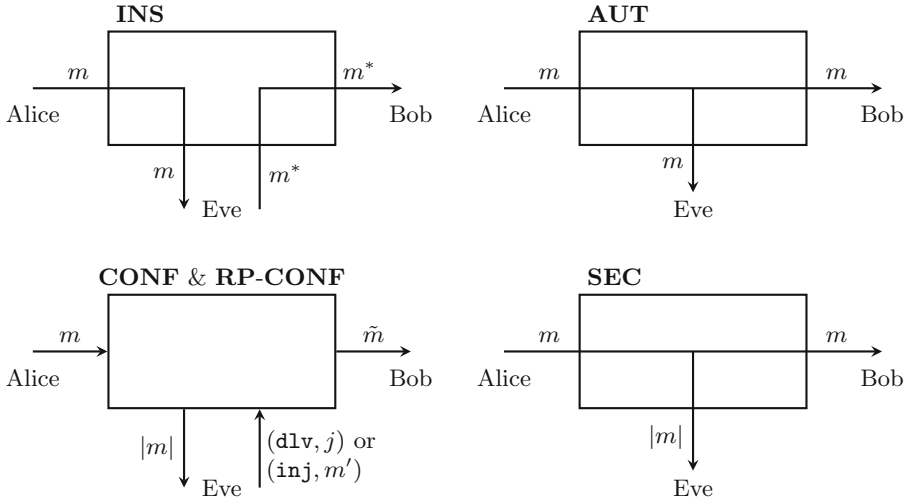 INS
m
m*
Alice
Bob
m
m*
Eve
AUT
m
m
Alice
Bob
m
Eve
CONF & RP-CONF
m
m̃
Alice
Bob
|m|
(dlv, j) or
(inj, m′)
Eve
SEC
m
m
Alice
Bob
|m|
Eve